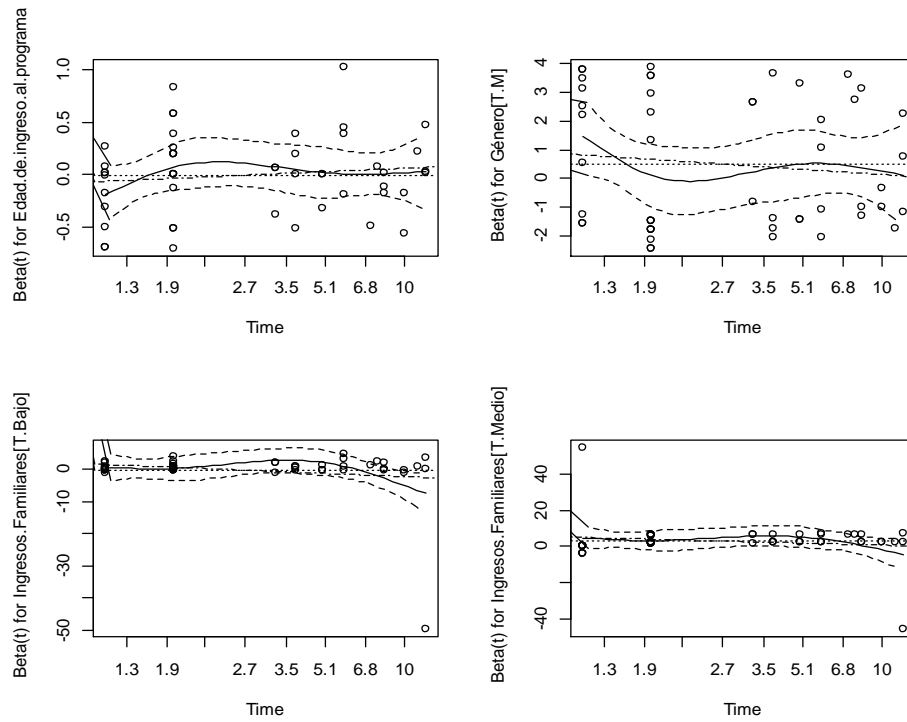 Beta(t) for Edad.de.ingreso.al.programa
1.0
0.5
0.0
-0.5
1.3 1.9 2.7 3.5 5.1 6.8 10
Time
Beta(t) for Género[T.M]
4
3
2
1
0
-1
-2
1.3 1.9 2.7 3.5 5.1 6.8 10
Time
Beta(t) for Ingresos.Familiares[T.Bajo]
0
-10
-30
-50
1.3 1.9 2.7 3.5 5.1 6.8 10
Time
Beta(t) for Ingresos.Familiares[T.Medio]
40
20
0
-40
1.3 1.9 2.7 3.5 5.1 6.8 10
Time